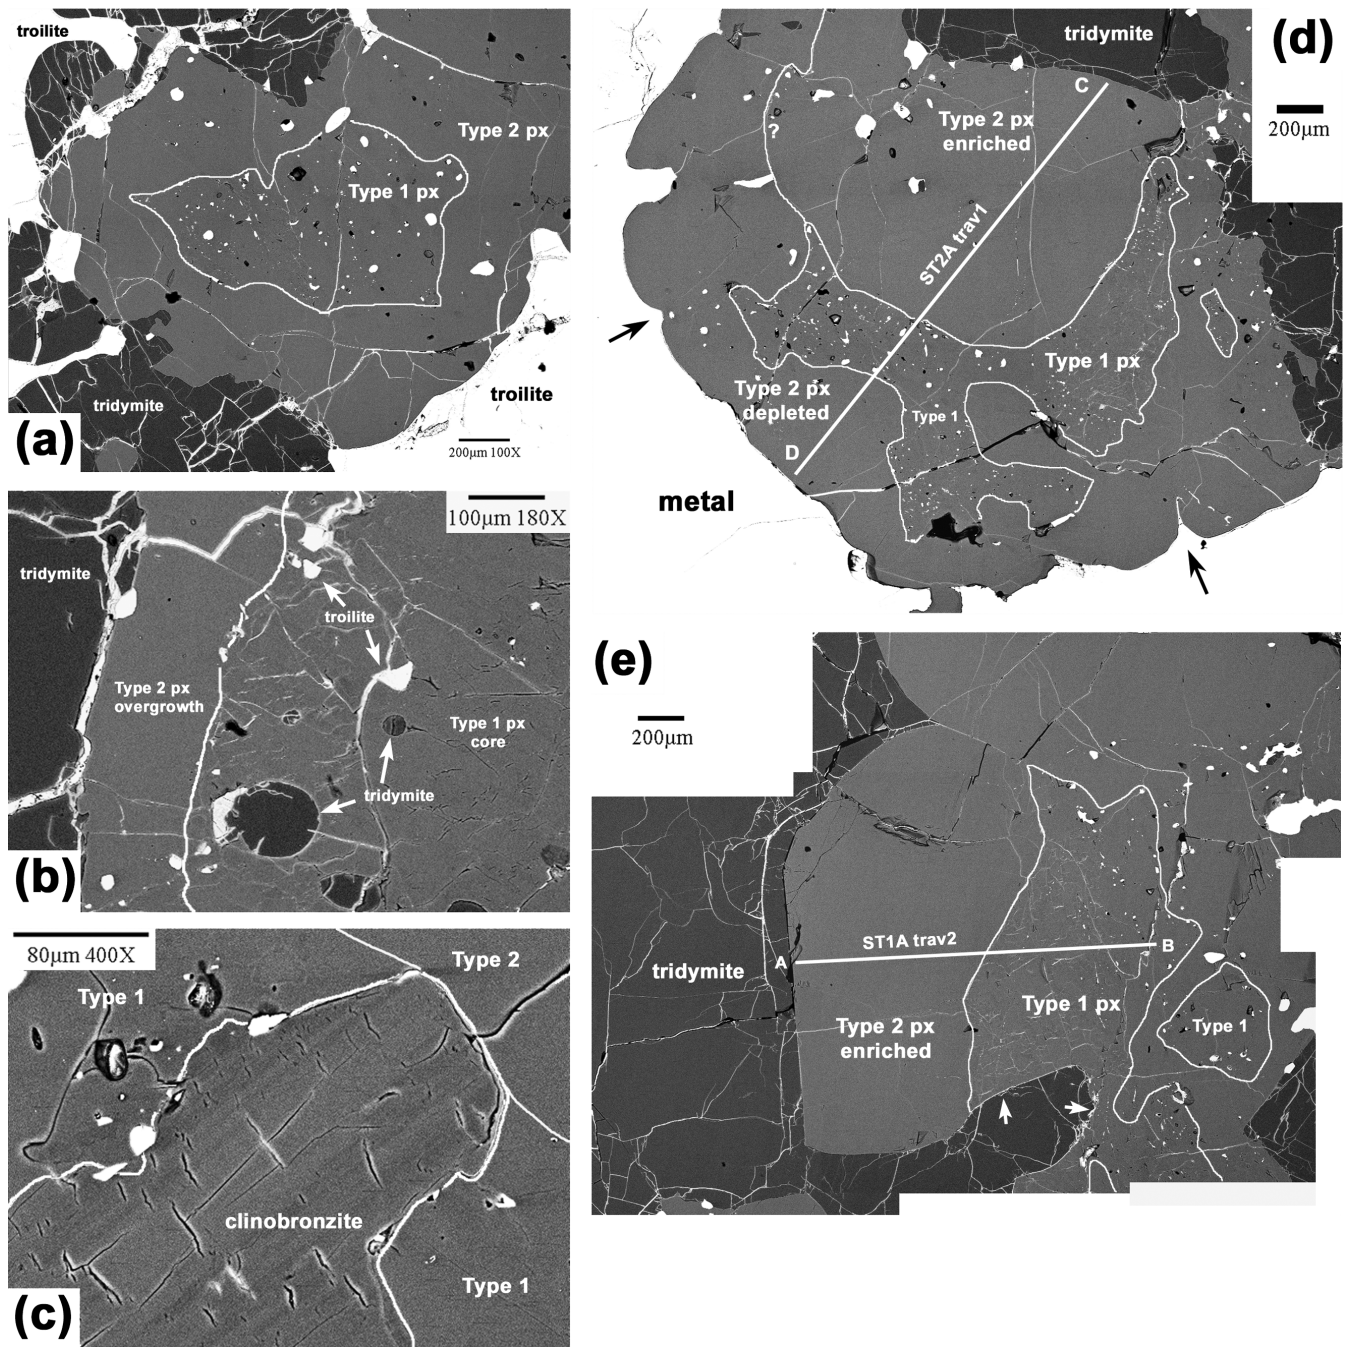 troilite
Type 2 px
Type 1 px
tridymite
troilite
200µm 100X
(a)
100µm 180X
tridymite
troilite
Type 2 px
overgrowth
Type 1 px
core
tridymite
(b)
80µm 400X
Type 2
Type 1
clinobronzite
Type 1
(c)
tridymite
(d)
200µm
C
Type 2 px
enriched
?
ST2A trav1
Type 1 px
Type 2 px
depleted
Type 1
D
metal
(e)
200µm
ST1A trav2
A
B
tridymite
Type 1 px
Type 2 px
enriched
Type 1